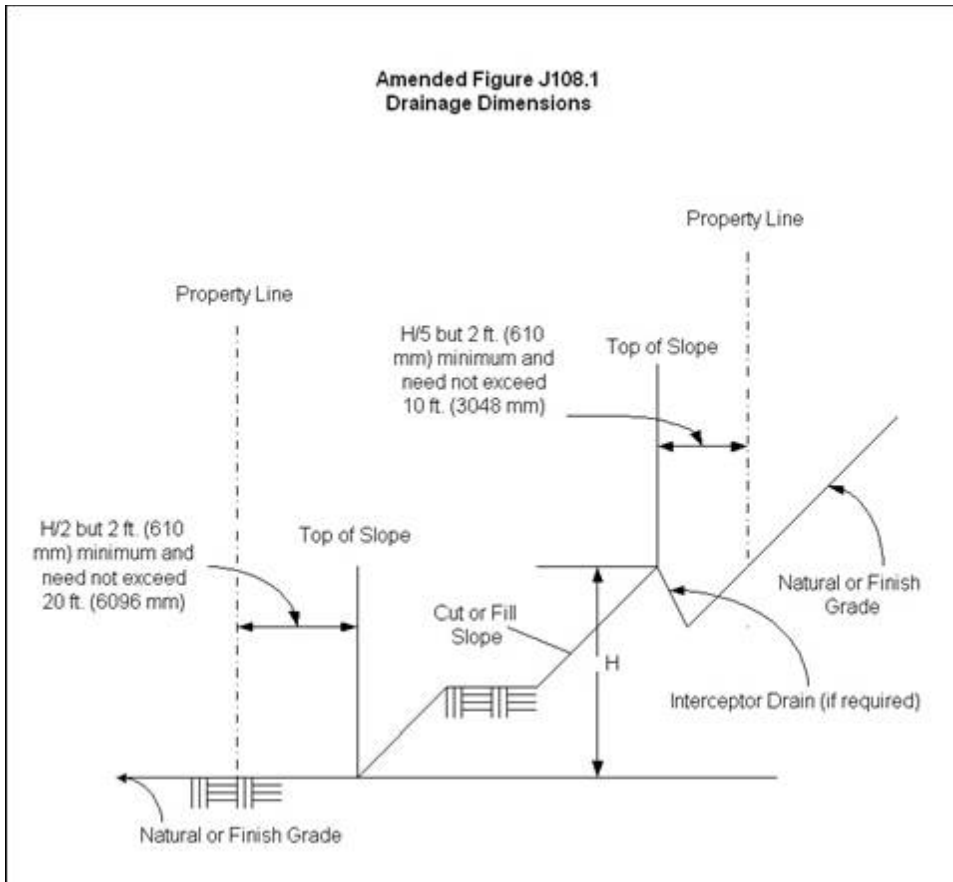 Amended Figure J108.1
Drainage Dimensions
Property Line
Property Line
H/5 but 2 ft. (610
mm) minimum and
need not exceed
10 ft. (3048 mm)
Top of Slope
H/2 but 2 ft. (610
mm) minimum and
need not exceed
20 ft. (6096 mm)
Top of Slope
Natural or Finish
Grade
Cut or Fill
Slope
H
Interceptor Drain (if required)
Natural or Finish Grade